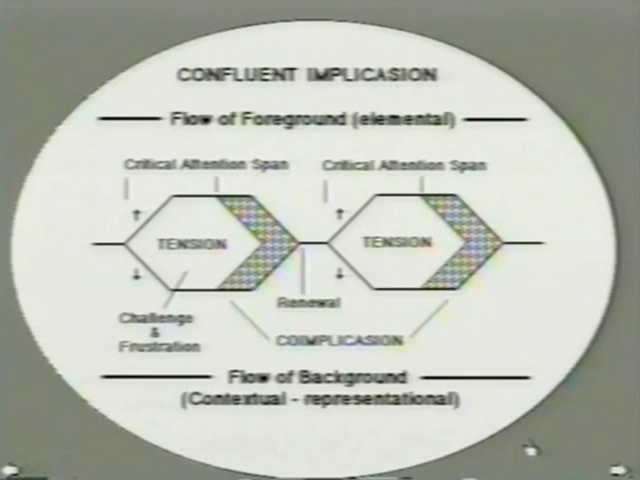 CONFLUENT IMPLICASION
Flow of Foreground (elemental)
Critical Attention Span
Critical Attention Span
TENSION
TENSION
Renewal
Challenge
&
Frustration
COIMPLICASION
Flow of Background
(Contextual - representational)